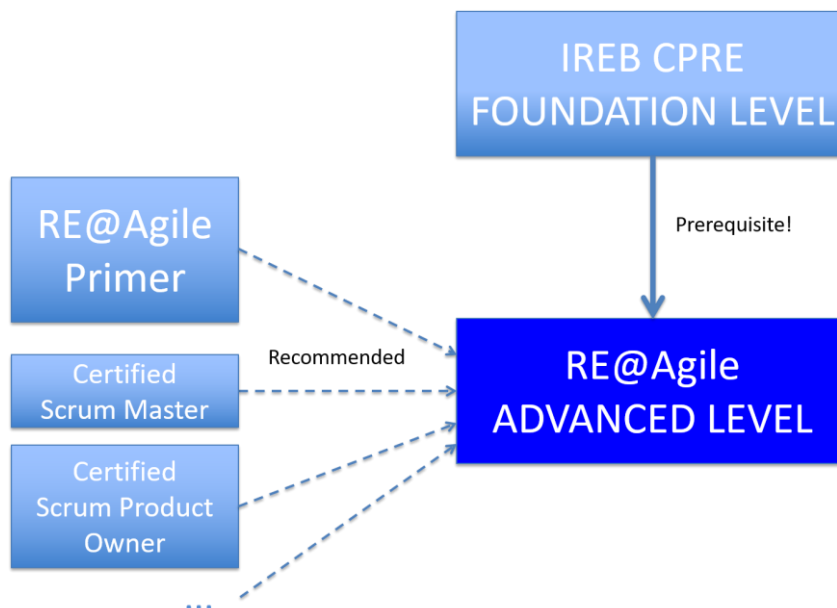 IREB CPRE
FOUNDATION LEVEL
Prerequisite!
RE@Agile
Primer
Recommended
Certified
Scrum Master
RE@Agile
ADVANCED LEVEL
Certified
Scrum Product
Owner
...